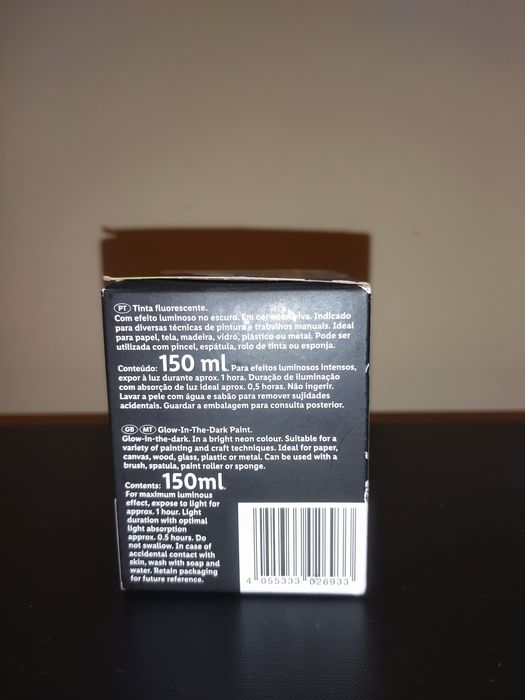 PT Tinta fluorescente.
Com efeito luminoso no escuro. Em cor néon viva. Indicado
para diversas técnicas de pintura e trabalhos manuais. Ideal
para papel, tela, madeira, vidro, plástico ou metal. Pode ser
utilizada com pincel, espátula, rolo de tinta ou esponja.
Conteúdo: 150 ml. Para efeitos luminosos intensos,
expor à luz durante aprox. 1 hora. Duração de iluminação
com absorção de luz ideal aprox. 0,5 horas. Não ingerir.
Lavar a pele com água e sabão para remover sujidades
acidentais. Guardar a embalagem para consulta posterior.
GB MT Glow-In-The-Dark Paint.
Glow-in-the-dark. In a bright neon colour. Suitable for a
variety of painting and craft techniques. Ideal for paper,
canvas, wood, glass, plastic or metal. Can be used with a
brush, spatula, paint roller or sponge.
Contents: 150ml.
For maximum luminous
effect, expose to light for
approx. 1 hour. Light
duration with optimal
light absorption
approx. 0.5 hours. Do
not swallow. In case of
accidental contact with
skin, wash with soap and
water. Retain packaging
for future reference.
4 055333 026933